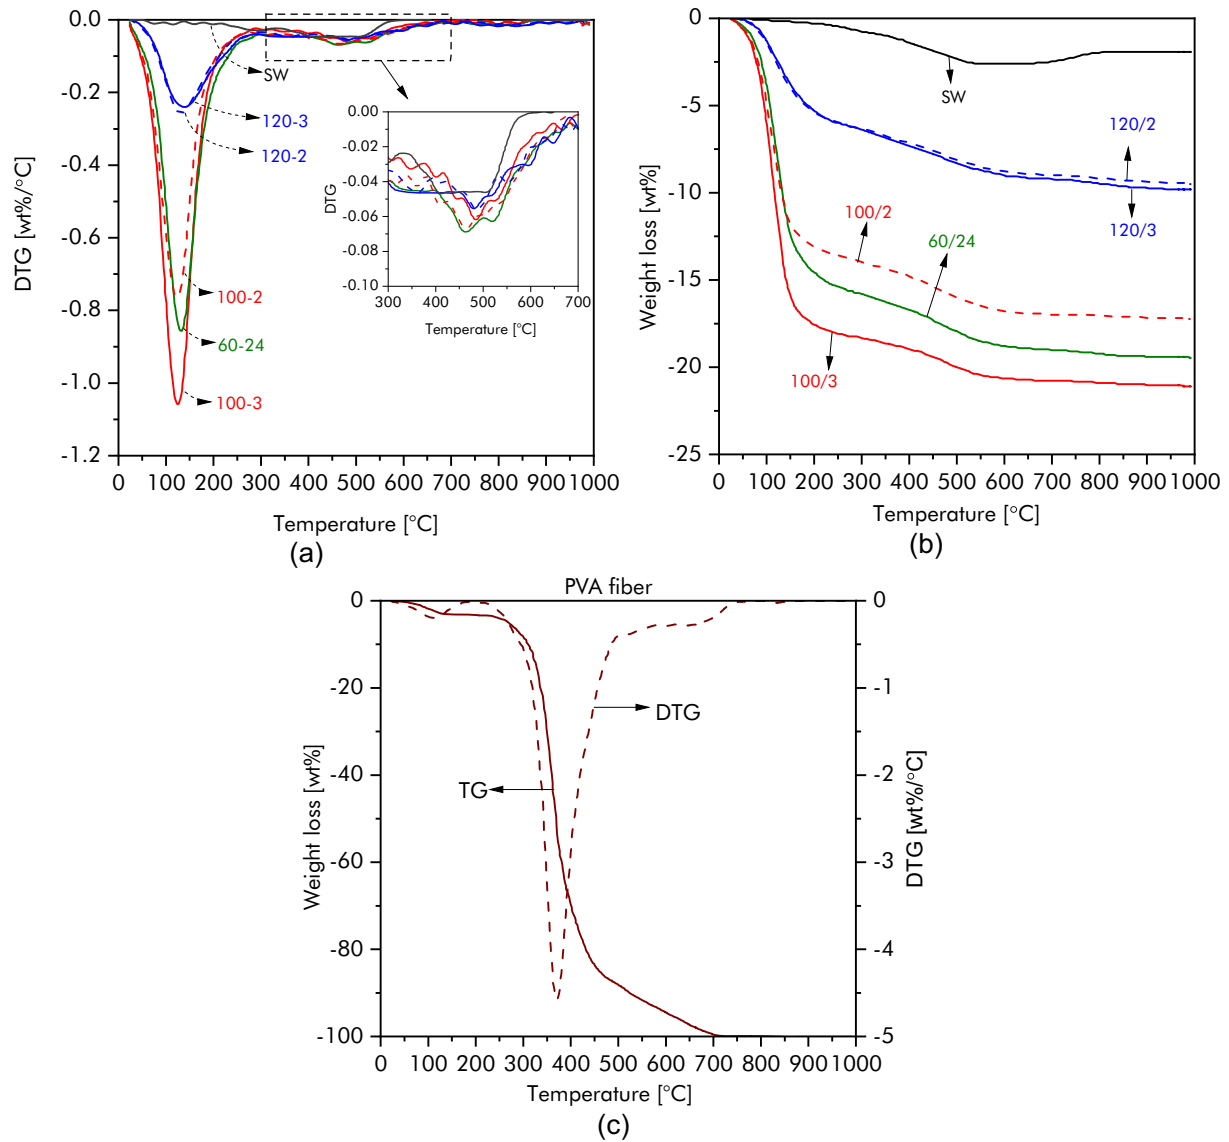 0.0
-0.2
-0.4
-0.6
-0.8
-1.0
-1.2
0 100 200 300 400 500 600 700 800 900 1000
DTG [wt%/°C]
Temperature [°C]
SW
120-3
120-2
100-2
60-24
100-3
0.00
-0.02
-0.04
-0.06
-0.08
-0.10
300 400 500 600 700
DTG
Temperature [°C]
(a)
0
-5
-10
-15
-20
-25
0 100 200 300 400 500 600 700 800 900 1000
Weight loss [wt%]
Temperature [°C]
SW
120/2
120/3
100/2
60/24
100/3
(b)
PVA fiber
0
-20
-40
-60
-80
-100
0
-1
-2
-3
-4
-5
0 100 200 300 400 500 600 700 800 900 1000
Weight loss [wt%]
DTG [wt%/°C]
Temperature [°C]
TG
DTG
(c)